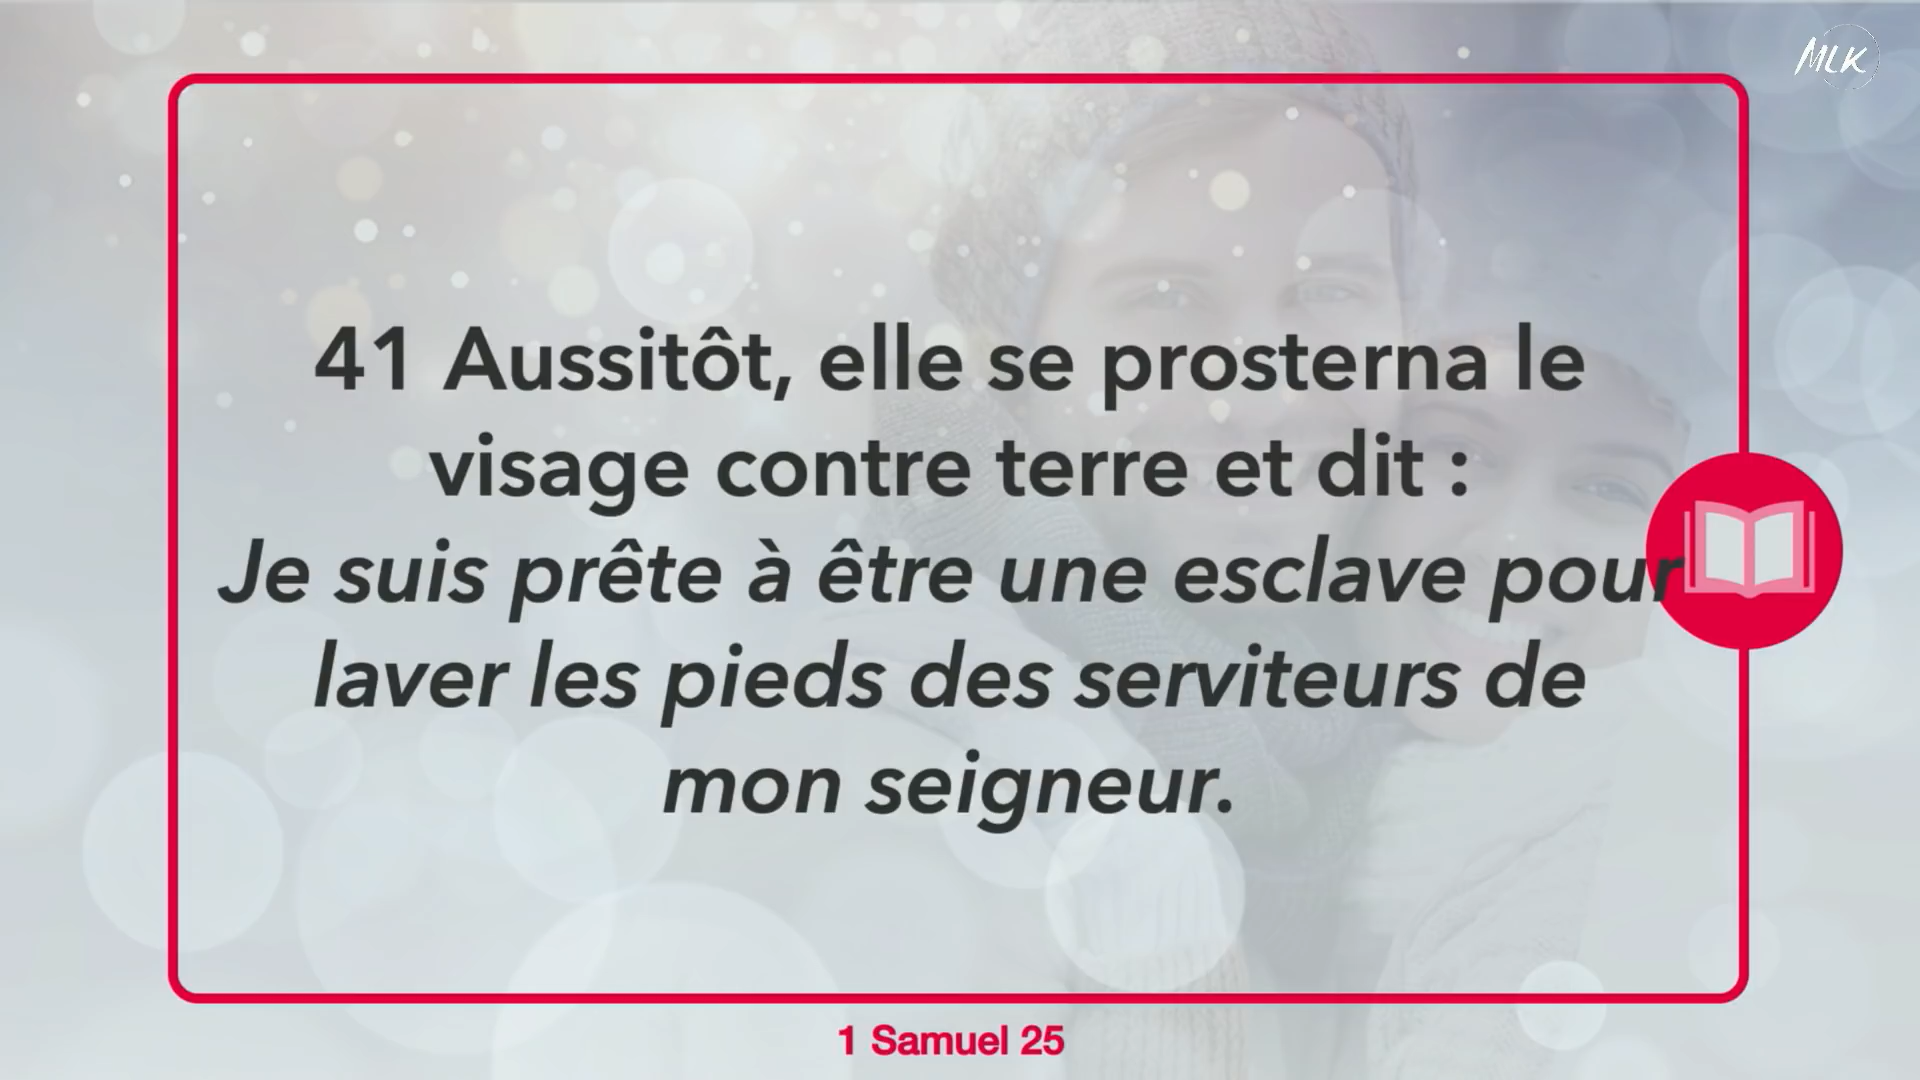 MLK
41 Aussitôt, elle se prosterna le
visage contre terre et dit :
Je suis prête à être une esclave pour
laver les pieds des serviteurs de
mon seigneur.
1 Samuel 25